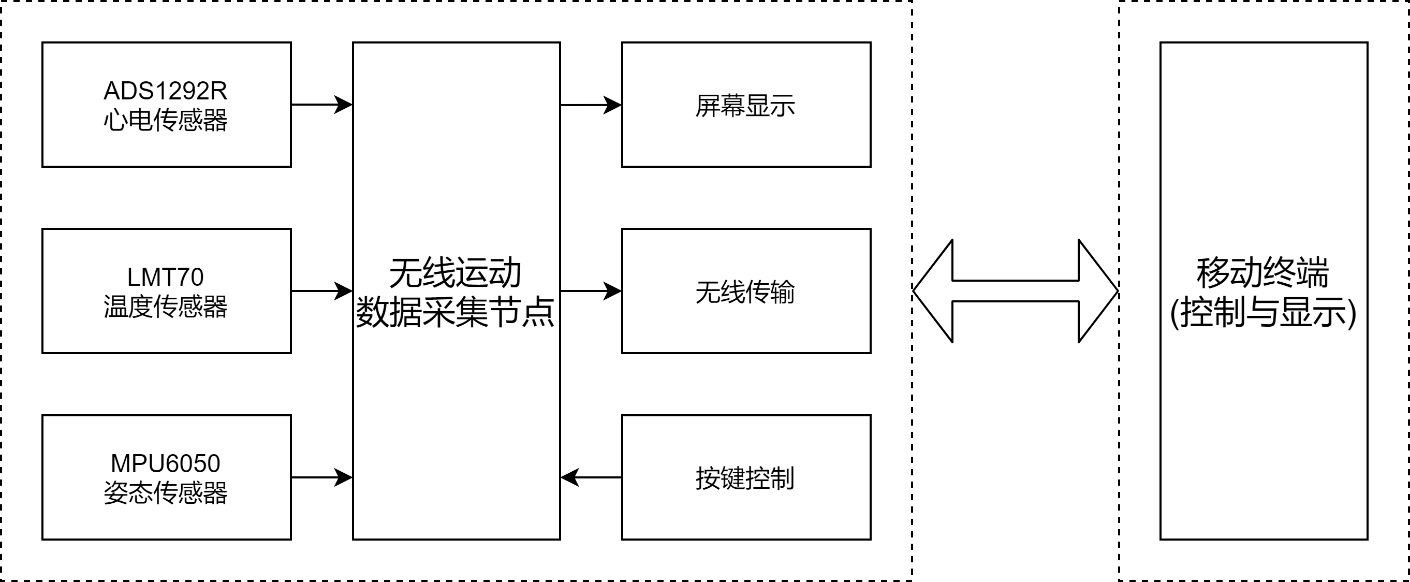 ADS1292R
心电传感器
LMT70
温度传感器
MPU6050
姿态传感器
无线运动
数据采集节点
屏幕显示
无线传输
按键控制
移动终端
(控制与显示)